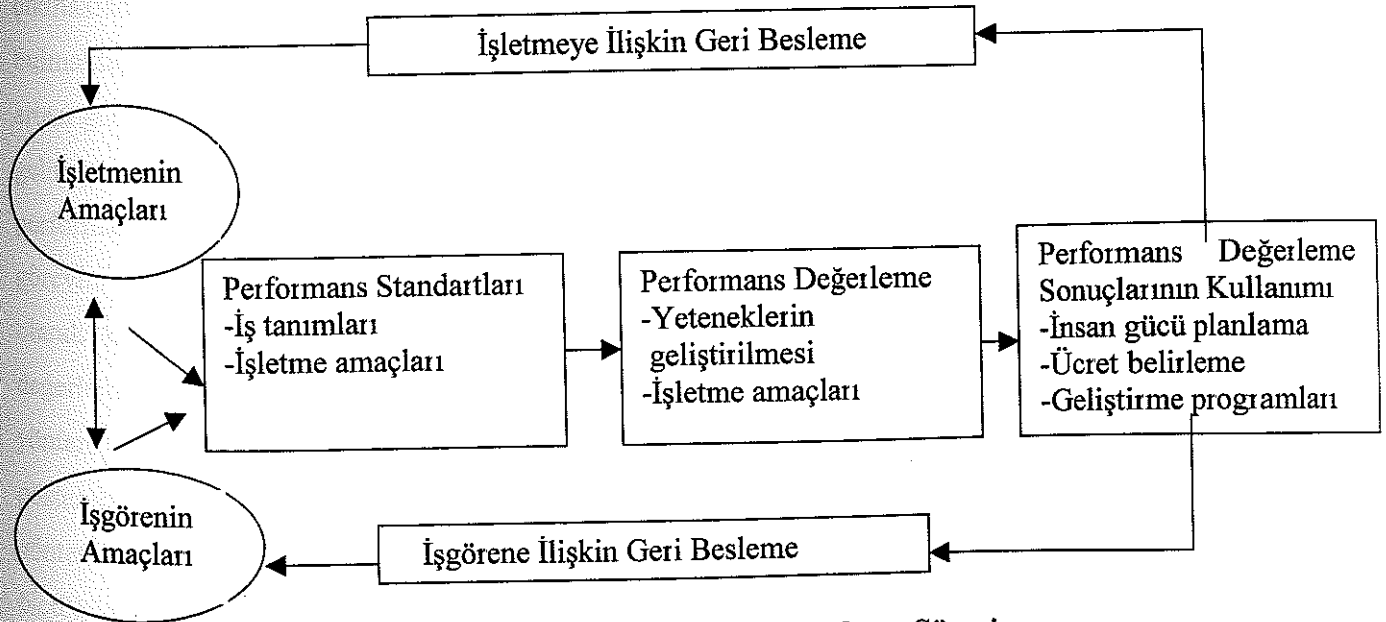 İşletmeye İlişkin Geri Besleme
İşletmenin
Amaçları
Performans Standartları
-İş tanımları
-İşletme amaçları
Performans Değerleme
-Yeteneklerin
geliştirilmesi
-İşletme amaçları
Performans Değerleme
Sonuçlarının Kullanımı
-İnsan gücü planlama
-Ücret belirleme
-Geliştirme programları
İşgörenin
Amaçları
İşgörene İlişkin Geri Besleme